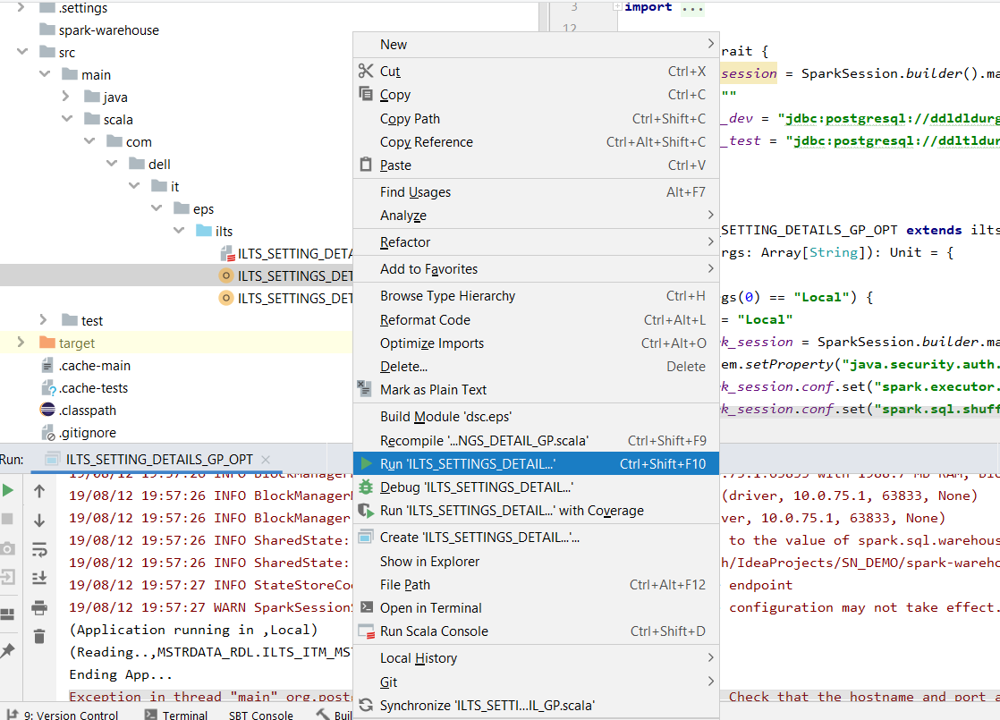 .settings
spark-warehouse
src
main
java
scala
com
dell
it
eps
ilts
ILTS_SETTING_DETA
ILTS_SETTINGS_DET
ILTS_SETTINGS_DET
test
target
.cache-main
.cache-tests
.classpath
.gitignore
3 import ...
12
rait {
session = SparkSession.builder().ma
""
_dev = "jdbc:postgresql://ddldldurg
_test = "jdbc:postgresql://ddltldur
_SETTING_DETAILS_GP_OPT extends ilts
rgs: Array[String]): Unit = {
gs(0) == "Local") {
= "Local"
k_session = SparkSession.builder.ma
em.setProperty("java.security.auth.
k_session.conf.set("spark.executor.
k_session.conf.set("spark.sql.shuff
New
Cut Ctrl+X
Copy Ctrl+C
Copy Path Ctrl+Shift+C
Copy Reference Ctrl+Alt+Shift+C
Paste Ctrl+V
Find Usages Alt+F7
Analyze
Refactor
Add to Favorites
Browse Type Hierarchy Ctrl+H
Reformat Code Ctrl+Alt+L
Optimize Imports Ctrl+Alt+O
Delete... Delete
Mark as Plain Text
Build Module 'dsc.eps'
Recompile '...NGS_DETAIL_GP.scala' Ctrl+Shift+F9
Run 'ILTS_SETTINGS_DETAIL...' Ctrl+Shift+F10
Debug 'ILTS_SETTINGS_DETAIL...'
Run 'ILTS_SETTINGS_DETAIL...' with Coverage
Create 'ILTS_SETTINGS_DETAIL...'...
Show in Explorer
File Path Ctrl+Alt+F12
Open in Terminal
Run Scala Console Ctrl+Shift+D
Local History
Git
Synchronize 'ILTS_SETTI...IL_GP.scala'
Run: ILTS_SETTING_DETAILS_GP_OPT
19/08/12 19:57:26 INFO BlockManagerM .75.1:63833 with 1988.7 MB RAM, Blo
19/08/12 19:57:26 INFO BlockManagerM (driver, 10.0.75.1, 63833, None)
19/08/12 19:57:26 INFO BlockManager: ver, 10.0.75.1, 63833, None)
19/08/12 19:57:26 INFO SharedState: to the value of spark.sql.warehous
19/08/12 19:57:26 INFO SharedState: h/IdeaProjects/SN_DEMO/spark-wareho
19/08/12 19:57:27 INFO StateStoreCoo endpoint
19/08/12 19:57:27 WARN SparkSession$ configuration may not take effect.
(Application running in ,Local)
(Reading..,MSTRDATA_RDL.ILTS_ITM_MST
Ending App...
Exception in thread "main" org.postg Check that the hostname and port a
9: Version Control Terminal SBT Console Buil